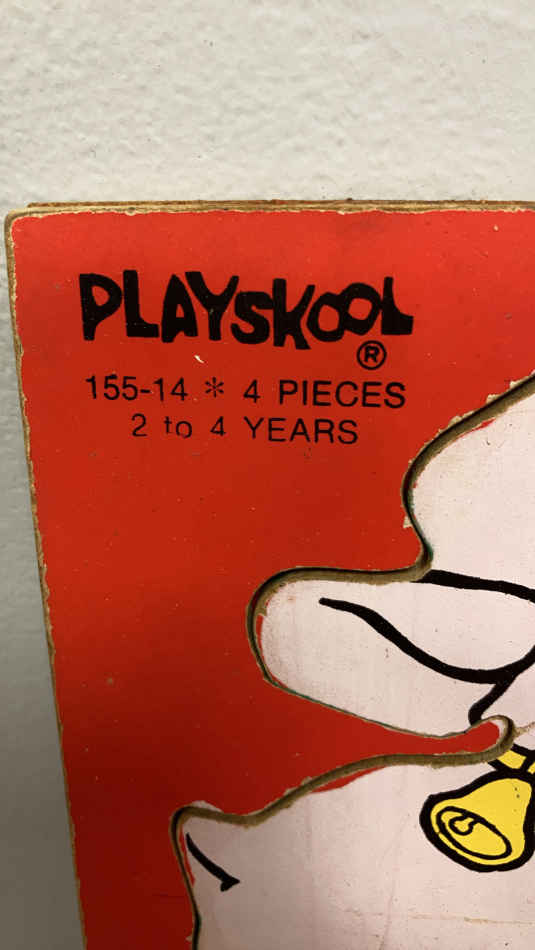 PLAYSKOOL
®
155-14 * 4 PIECES
2 to 4 YEARS